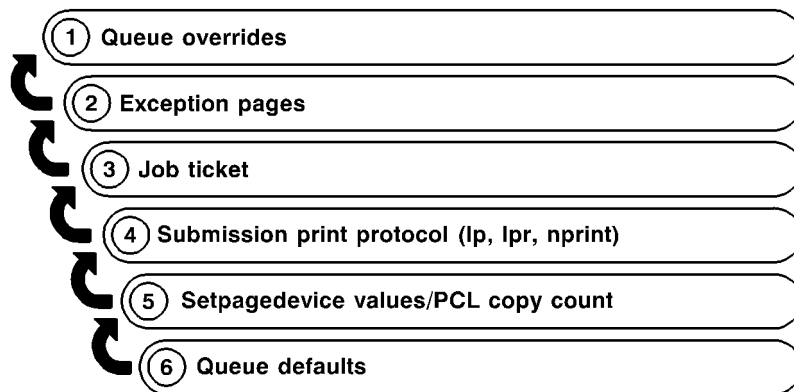 1 Queue overrides
2 Exception pages
3 Job ticket
4 Submission print protocol (lp, lpr, nprint)
5 Setpagedevice values/PCL copy count
6 Queue defaults